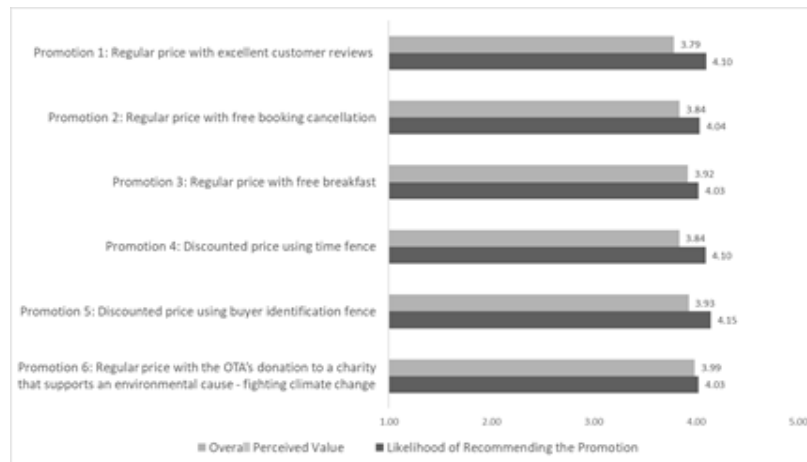 Promotion 1: Regular price with excellent customer reviews
3.79
4.10
Promotion 2: Regular price with free booking cancellation
3.84
4.04
Promotion 3: Regular price with free breakfast
3.92
4.03
Promotion 4: Discounted price using time fence
3.84
4.10
Promotion 5: Discounted price using buyer identification fence
3.93
4.15
Promotion 6: Regular price with the OTA's donation to a charity
that supports an environmental cause - fighting climate change
3.99
4.03
1.00 2.00 3.00 4.00 5.00
Overall Perceived Value Likelihood of Recommending the Promotion